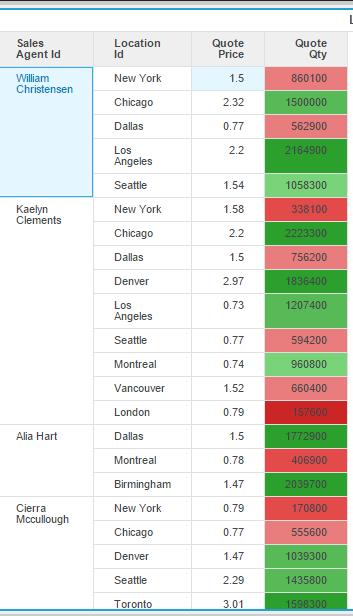 Sales Agent Id Location Id Quote Price Quote Qty
William Christensen New York 1.5 860100
Chicago 2.32 1500000
Dallas 0.77 562900
Los Angeles 2.2 2164900
Seattle 1.54 1058300
Kaelyn Clements New York 1.58 338100
Chicago 2.2 2223300
Dallas 1.5 756200
Denver 2.97 1836400
Los Angeles 0.73 1207400
Seattle 0.77 594200
Montreal 0.74 960800
Vancouver 1.52 660400
London 0.79 157600
Alia Hart Dallas 1.5 1772900
Montreal 0.78 406900
Birmingham 1.47 2039700
Cierra Mccullough New York 0.79 170800
Chicago 0.77 555600
Denver 1.47 1039300
Seattle 2.29 1435800
Toronto 3.01 1598300